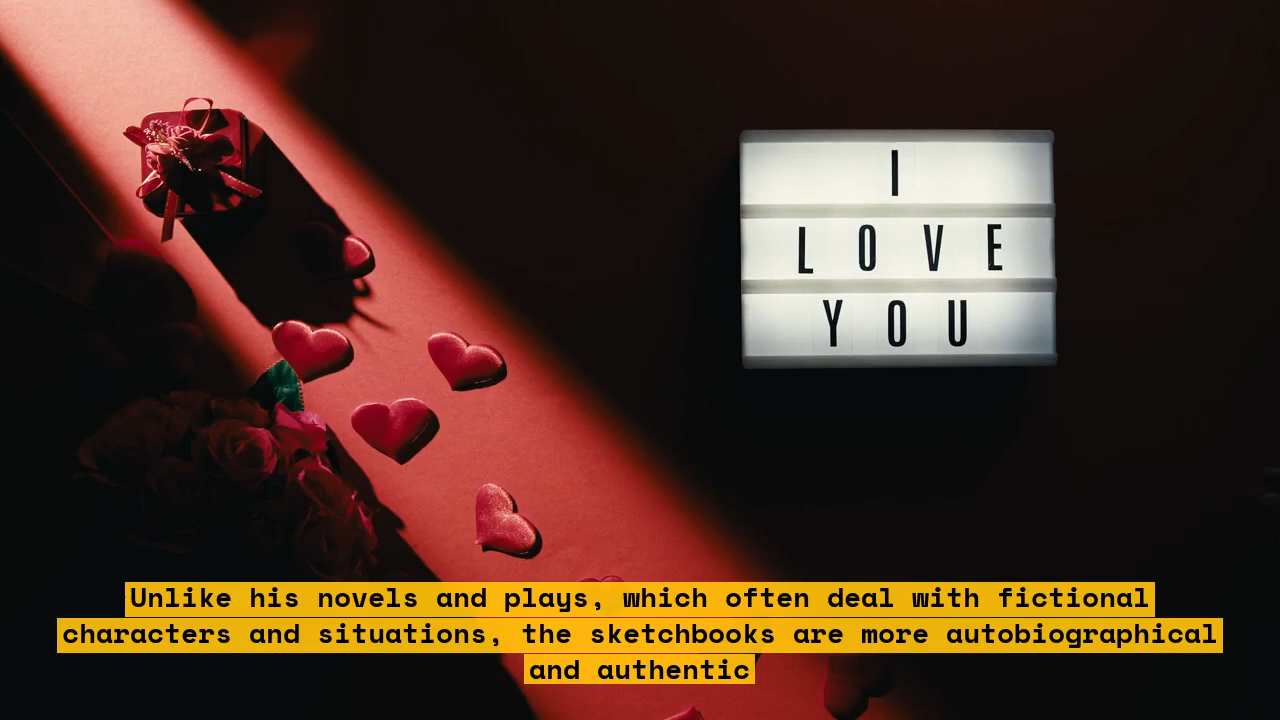 I
LOVE
YOU
Unlike his novels and plays, which often deal with fictional
characters and situations, the sketchbooks are more autobiographical
and authentic